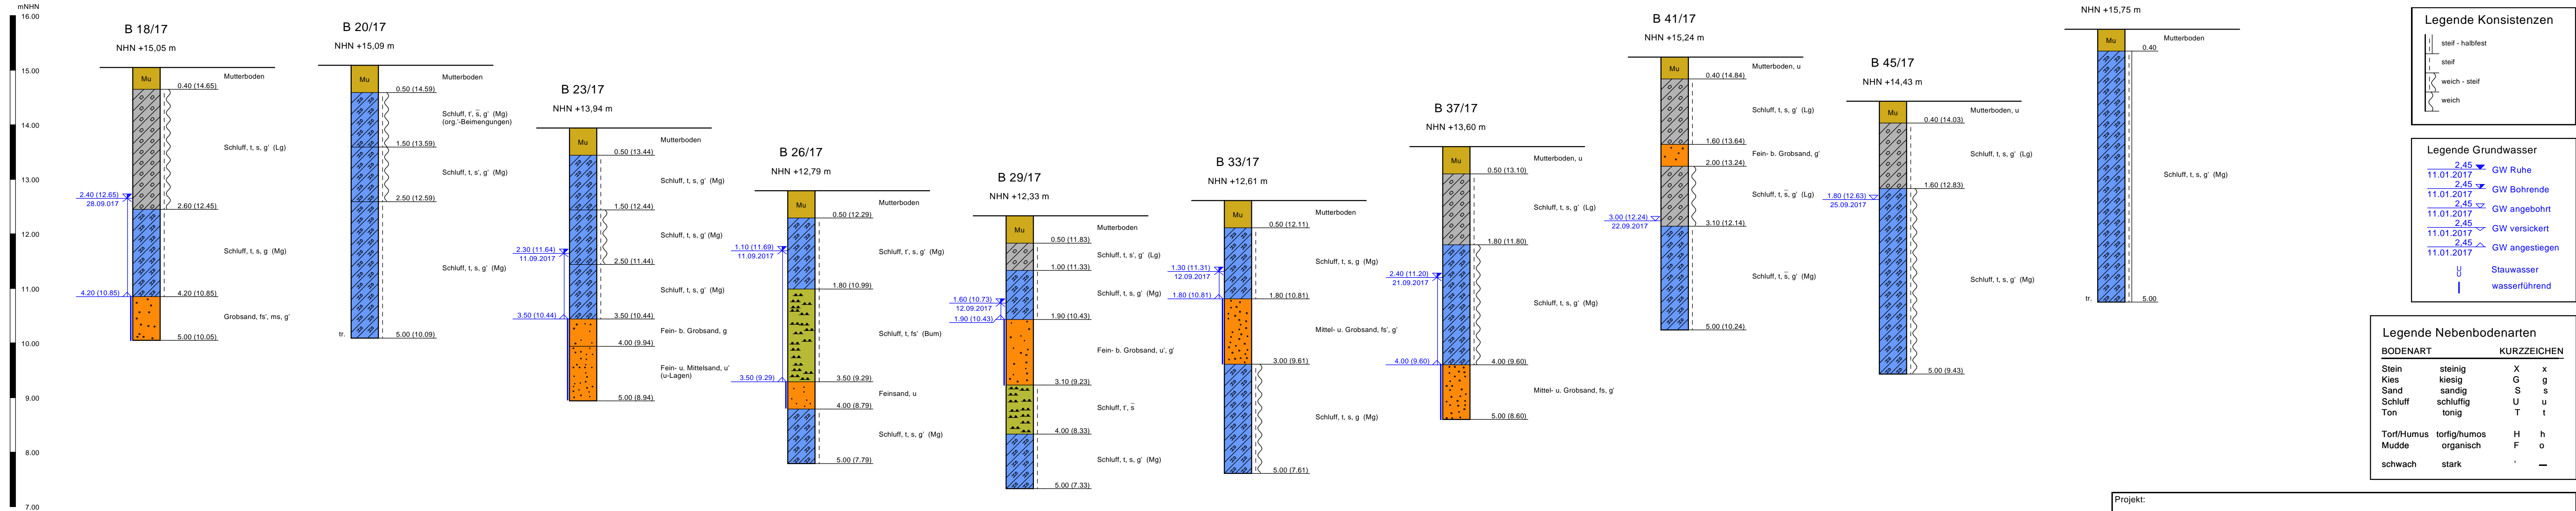 mNHN
16.00
15.00
14.00
13.00
12.00
11.00
10.00
9.00
8.00
7.00
B 18/17
NHN +15,05 m
Mu
Mutterboden
0.40 (14.65)
Schluff, t, s, g' (Lg)
2.40 (12.65)
28.09.017
2.60 (12.45)
Schluff, t, s, g (Mg)
4.20 (10.85)
4.20 (10.85)
Grobsand, fs', ms, g'
5.00 (10.05)
B 20/17
NHN +15,09 m
Mu
Mutterboden
0.50 (14.59)
Schluff, t', s̅, g' (Mg)
(org.'-Beimengungen)
1.50 (13.59)
Schluff, t, s', g' (Mg)
2.50 (12.59)
Schluff, t, s, g' (Mg)
tr.
5.00 (10.09)
B 23/17
NHN +13,94 m
Mu
Mutterboden
0.50 (13.44)
Schluff, t, s, g' (Mg)
1.50 (12.44)
Schluff, t, s, g' (Mg)
2.30 (11.64)
11.09.2017
2.50 (11.44)
Schluff, t, s, g' (Mg)
3.50 (10.44)
3.50 (10.44)
Fein- b. Grobsand, g
4.00 (9.94)
Fein- u. Mittelsand, u'
(u-Lagen)
5.00 (8.94)
B 26/17
NHN +12,79 m
Mu
Mutterboden
0.50 (12.29)
1.10 (11.69)
11.09.2017
Schluff, t', s, g' (Mg)
1.80 (10.99)
Schluff, t, fs' (Bum)
3.50 (9.29)
3.50 (9.29)
Feinsand, u
4.00 (8.79)
Schluff, t, s, g' (Mg)
5.00 (7.79)
B 29/17
NHN +12,33 m
Mu
Mutterboden
0.50 (11.83)
Schluff, t, s', g' (Lg)
1.00 (11.33)
Schluff, t, s, g' (Mg)
1.60 (10.73)
12.09.2017
1.90 (10.43)
1.90 (10.43)
Fein- b. Grobsand, u', g'
3.10 (9.23)
Schluff, t', s̅
4.00 (8.33)
Schluff, t, s, g' (Mg)
5.00 (7.33)
B 33/17
NHN +12,61 m
Mu
Mutterboden
0.50 (12.11)
Schluff, t, s, g (Mg)
1.30 (11.31)
12.09.2017
1.80 (10.81)
1.80 (10.81)
Mittel- u. Grobsand, fs', g'
3.00 (9.61)
Schluff, t, s, g (Mg)
5.00 (7.61)
B 37/17
NHN +13,60 m
Mu
Mutterboden, u
0.50 (13.10)
Schluff, t, s, g' (Lg)
1.80 (11.80)
2.40 (11.20)
21.09.2017
Schluff, t, s, g' (Mg)
4.00 (9.60)
4.00 (9.60)
Mittel- u. Grobsand, fs, g'
5.00 (8.60)
B 41/17
NHN +15,24 m
Mu
Mutterboden, u
0.40 (14.84)
Schluff, t, s, g' (Lg)
1.60 (13.64)
Fein- b. Grobsand, g'
2.00 (13.24)
Schluff, t, s̅, g' (Lg)
3.00 (12.24)
22.09.2017
3.10 (12.14)
Schluff, t, s̅, g' (Mg)
5.00 (10.24)
B 45/17
NHN +14,43 m
Mu
Mutterboden, u
0.40 (14.03)
Schluff, t, s, g' (Lg)
1.60 (12.83)
1.80 (12.63)
25.09.2017
Schluff, t, s, g' (Mg)
5.00 (9.43)
NHN +15,75 m
Mu
Mutterboden
0.40
Schluff, t, s, g' (Mg)
tr.
5.00
Legende Konsistenzen
steif - halbfest
steif
weich - steif
weich
Legende Grundwasser
2,45
11.01.2017
GW Ruhe
2,45
11.01.2017
GW Bohrende
2,45
11.01.2017
GW angebohrt
2,45
11.01.2017
GW versickert
2,45
11.01.2017
GW angestiegen
Stauwasser
wasserführend
Legende Nebenbodenarten
BODENART KURZZEICHEN
Stein steinig X x
Kies kiesig G g
Sand sandig S s
Schluff schluffig U u
Ton tonig T t
Torf/Humus torfig/humos H h
Mudde organisch F o
schwach stark ' —
Projekt: